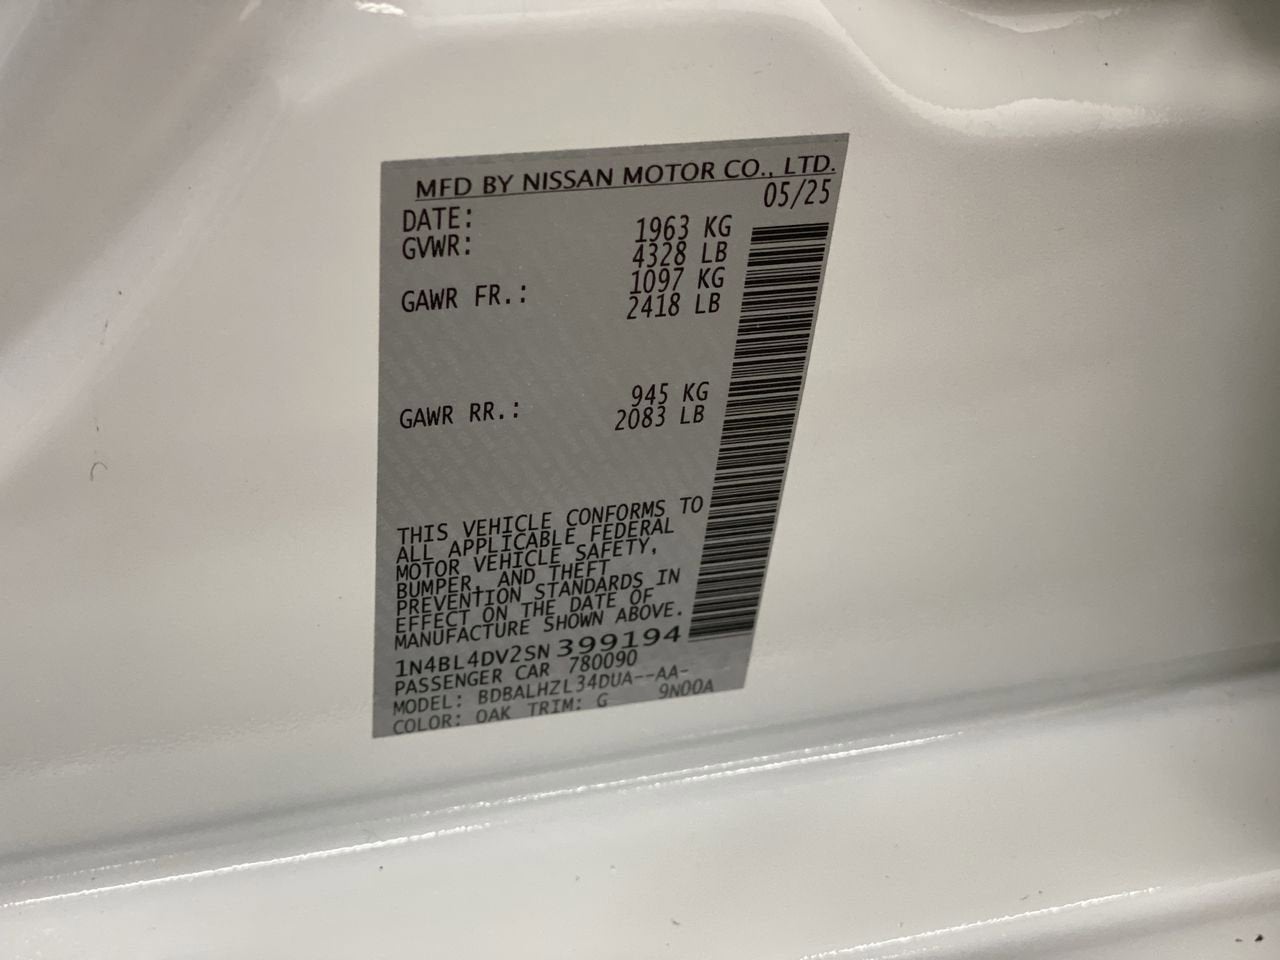 MFD BY NISSAN MOTOR CO., LTD.
DATE: 05/25
GVWR: 1963 KG
4328 LB
GAWR FR.: 1097 KG
2418 LB
GAWR RR.: 945 KG
2083 LB
THIS VEHICLE CONFORMS TO
ALL APPLICABLE FEDERAL
MOTOR VEHICLE SAFETY,
BUMPER, AND THEFT
PREVENTION STANDARDS IN
EFFECT ON THE DATE OF
MANUFACTURE SHOWN ABOVE.
1N4BL4DV2SN399194
PASSENGER CAR 780090
MODEL: BDBALHZL34DUA--AA-
COLOR: QAK TRIM: G 9N00A